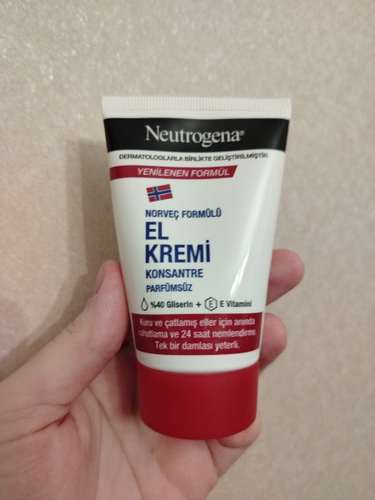 Neutrogena®
DERMATOLOGLARLA BİRLİKTE GELİŞTİRİLMİŞTİR.
YENİLENEN FORMÜL
NORVEÇ FORMÜLÜ
EL
KREMİ
KONSANTRE
PARFÜMSÜZ
%40 Gliserin + E E Vitamini
Kuru ve çatlamış eller için anında
rahatlama ve 24 saat nemlendirme.
Tek bir damlası yeterli.